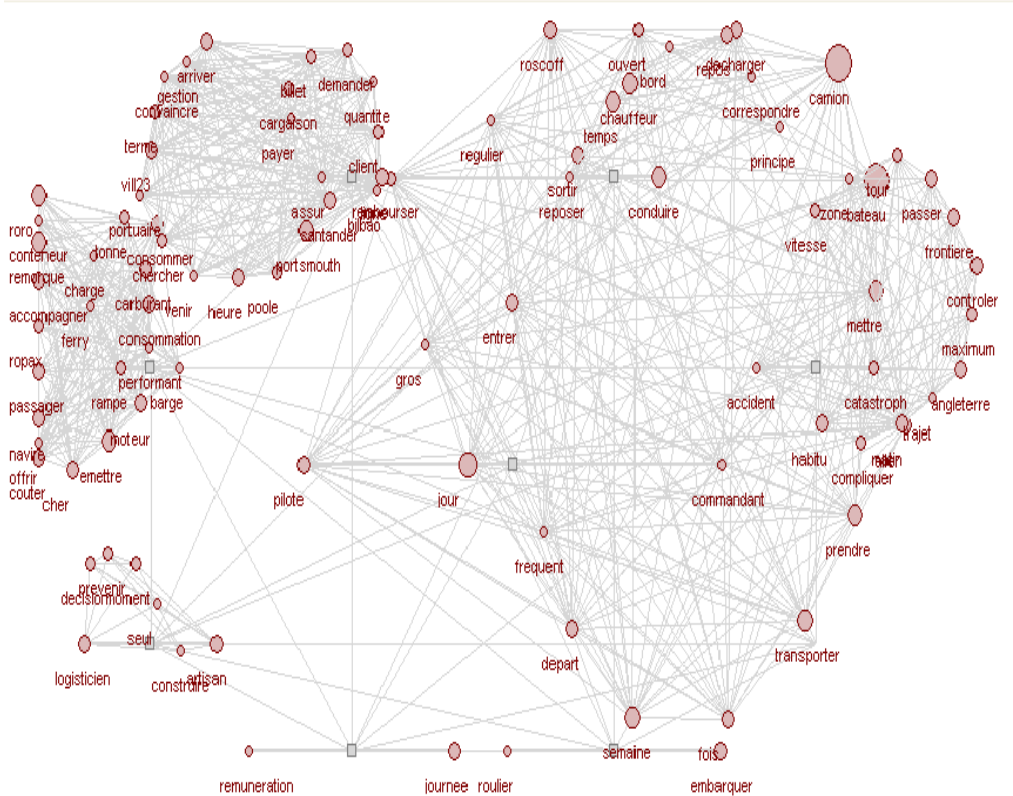 roscoff
ouvert
decharger
repos
bord
camion
arriver
gestion
convaincre
billet
demander
quantite
cargaison
payer
chauffeur
temps
correspondre
regulier
principe
terme
client
vill23
sortir
reposer
conduire
zone
tour
bateau
passer
assur
bilbao
santander
roro
portuaire
tonne
consommer
vitesse
frontiere
conteneur
remorque
chercher
charge
portsmouth
controler
accompagner
carburant
venir
heure
poole
mettre
ferry
consommation
entrer
maximum
ropax
performant
gros
passager
rampe
barge
accident
catastroph
angleterre
moteur
trajet
navire
offrir
emettre
habitu
compliquer
couter
cher
pilote
jour
commandant
prendre
frequent
prevenir
decision
moment
seul
logisticien
construire
artisan
depart
transporter
semaine
fois
remuneration
journee
roulier
embarquer